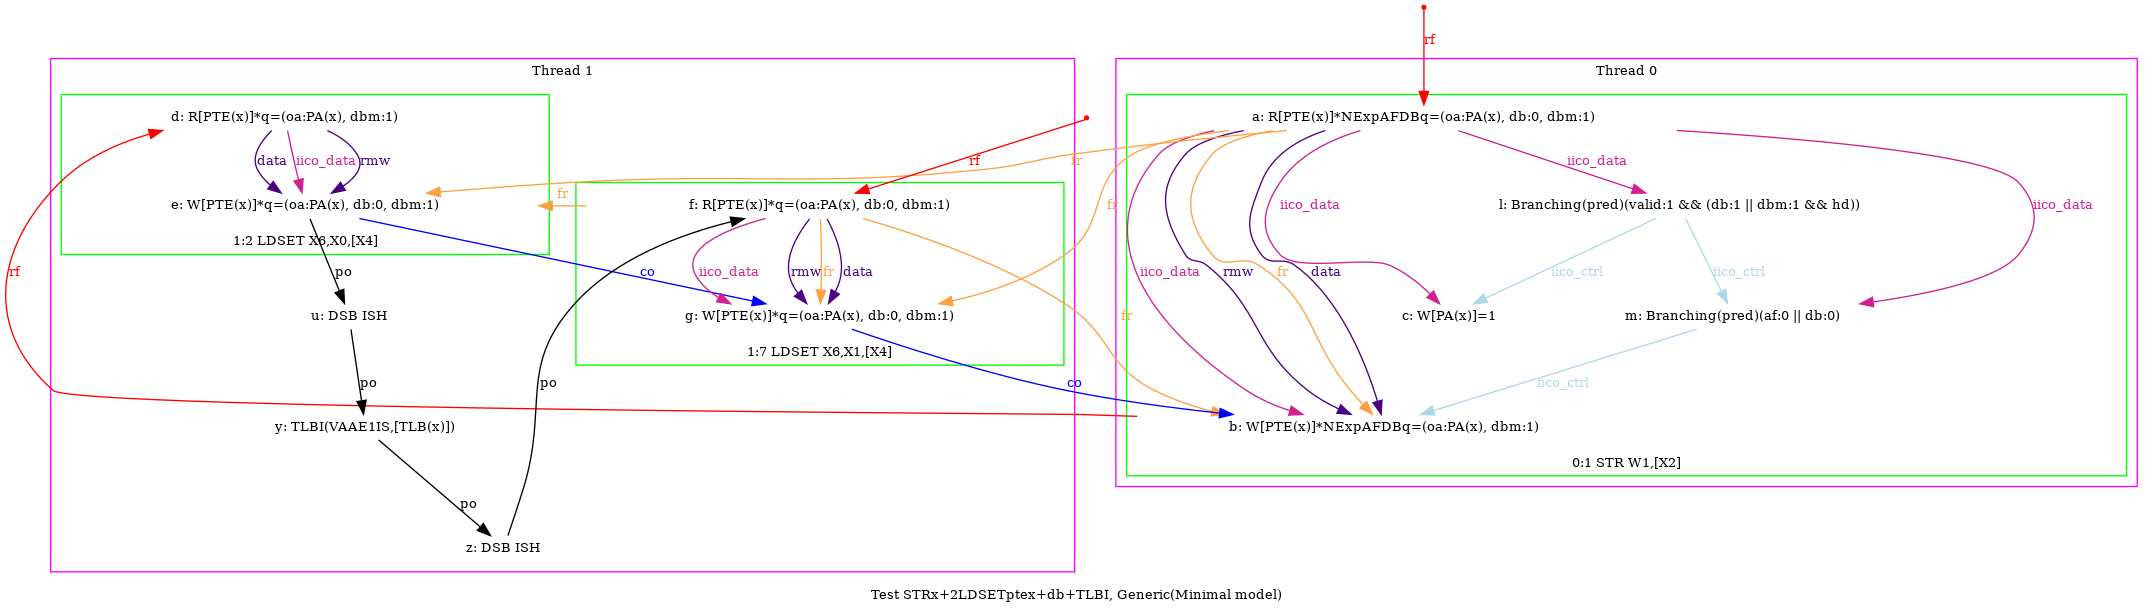 rf
Thread 1
Thread 0
d: R[PTE(x)]*q=(oa:PA(x), dbm:1)
a: R[PTE(x)]*NExpAFDBq=(oa:PA(x), db:0, dbm:1)
data
iico_data
rmw
rf
fr
iico_data
fr
e: W[PTE(x)]*q=(oa:PA(x), db:0, dbm:1)
f: R[PTE(x)]*q=(oa:PA(x), db:0, dbm:1)
fr
iico_data
l: Branching(pred)(valid:1 && (db:1 || dbm:1 && hd))
iico_data
1:2 LDSET X6,X0,[X4]
rf
po
co
iico_data
rmw
fr
data
iico_data
rmw
fr
data
iico_ctrl
iico_ctrl
u: DSB ISH
g: W[PTE(x)]*q=(oa:PA(x), db:0, dbm:1)
fr
c: W[PA(x)]=1
m: Branching(pred)(af:0 || db:0)
1:7 LDSET X6,X1,[X4]
po
po
co
iico_ctrl
y: TLBI(VAAE1IS,[TLB(x)])
b: W[PTE(x)]*NExpAFDBq=(oa:PA(x), dbm:1)
0:1 STR W1,[X2]
po
z: DSB ISH
Test STRx+2LDSETptex+db+TLBI, Generic(Minimal model)